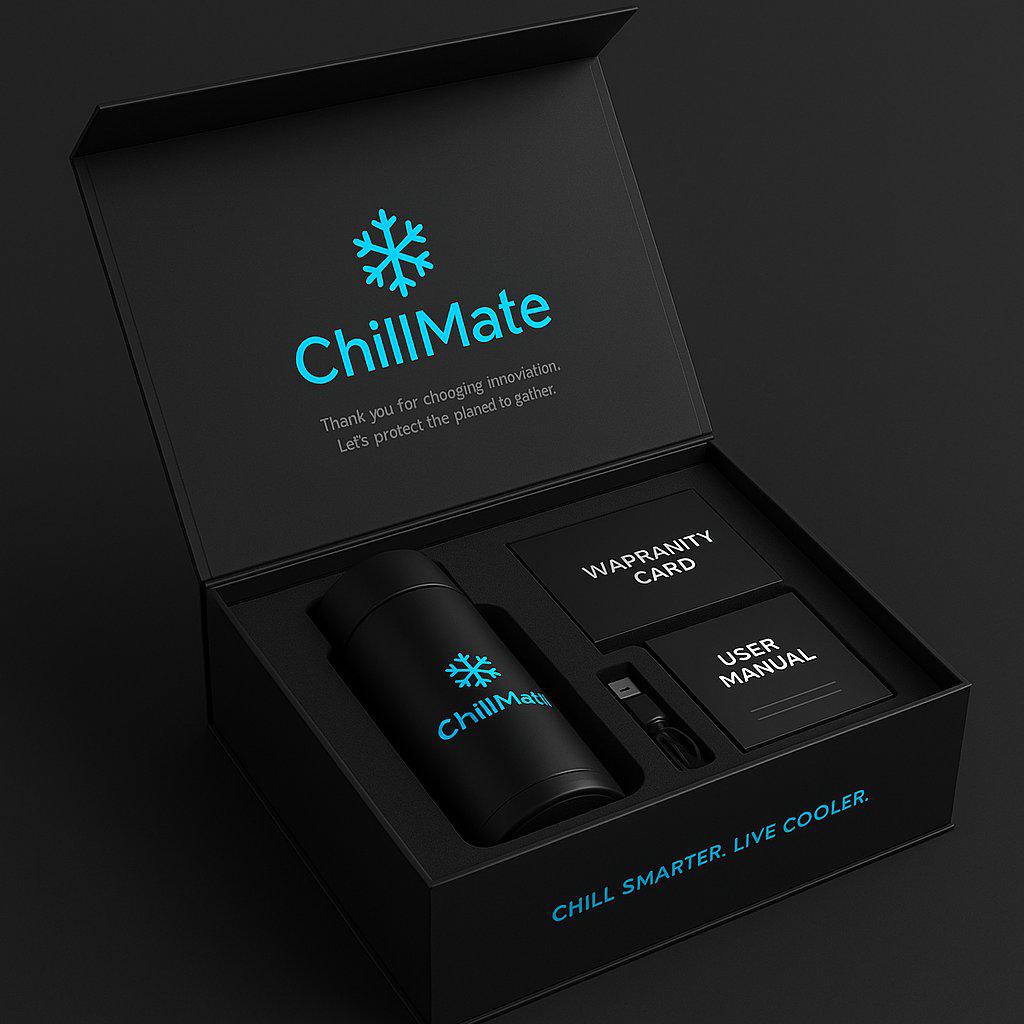 ChillMate
Thank you for chooging innoviation.
Let's protect the planed to gather.
WAPRANITY
CARD
USER
MANUAL
ChillMate
CHILL SMARTER. LIVE COOLER.